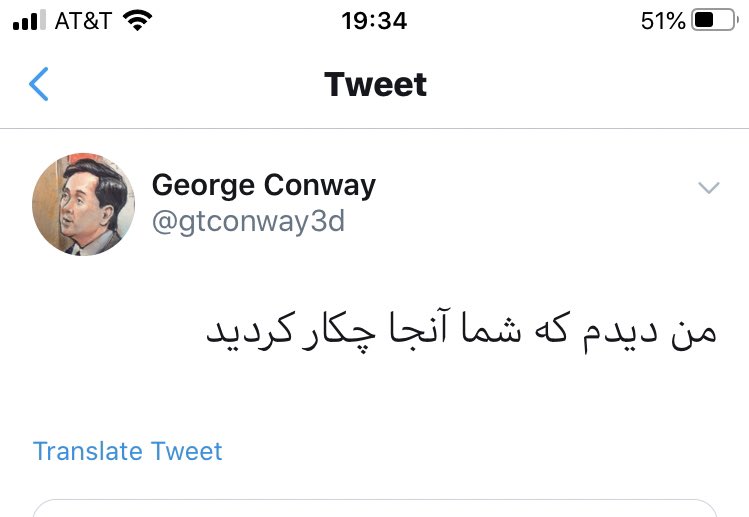 AT&T 19:34 51%
Tweet
George Conway
@gtconway3d
من دیدم که شما آنجا چکار کردید
Translate Tweet